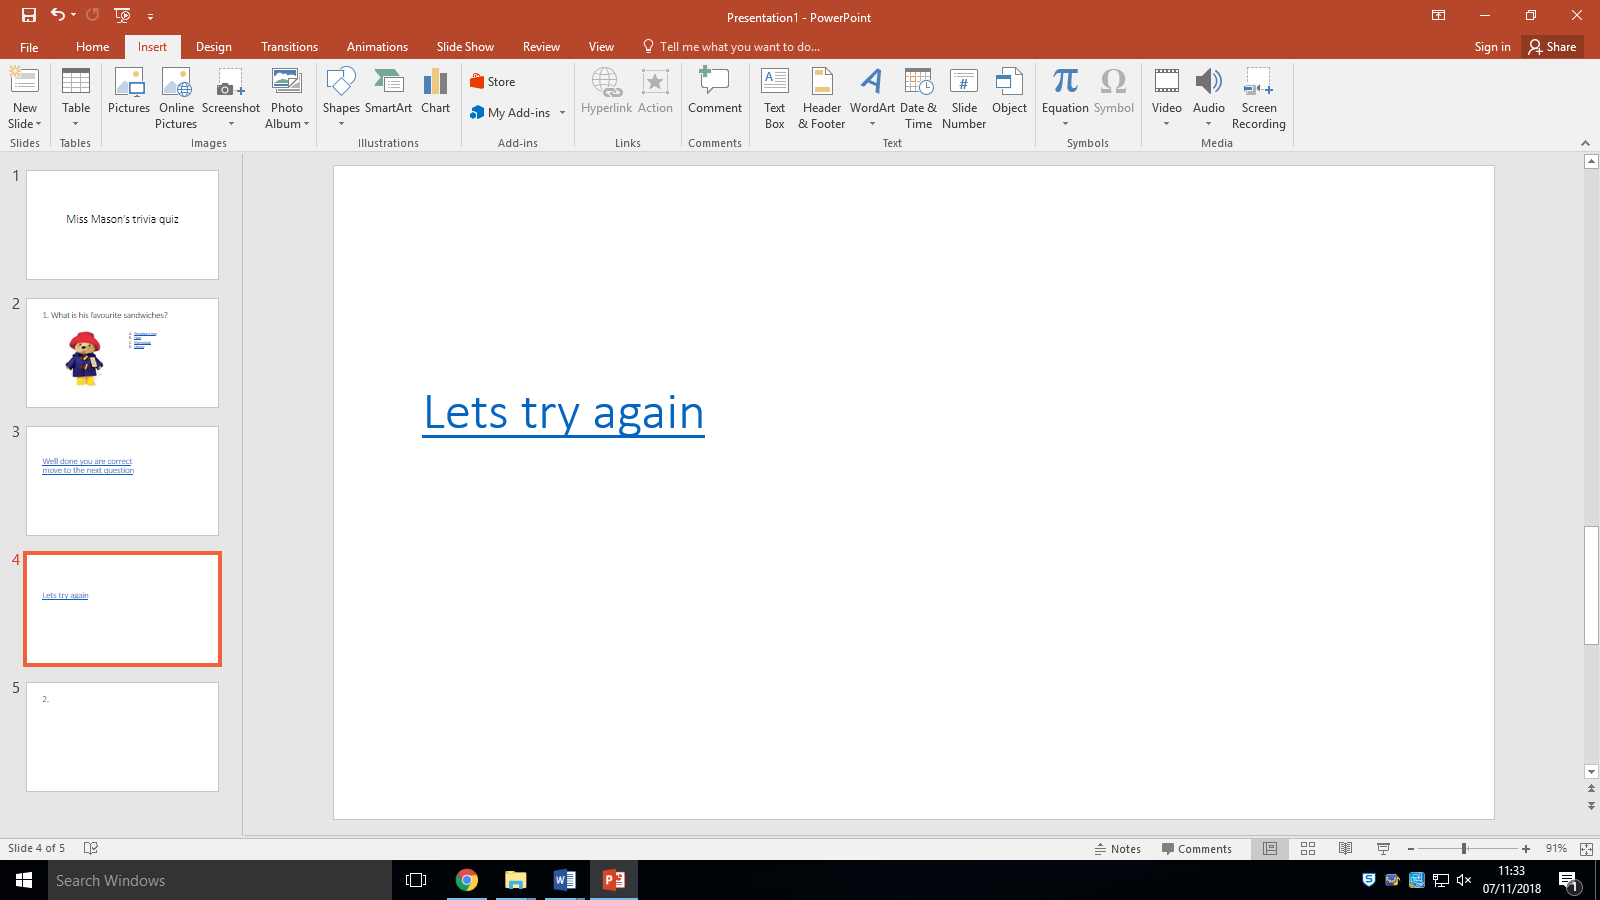 Presentation1 - PowerPoint
File Home Insert Design Transitions Animations Slide Show Review View Tell me what you want to do... Sign in Share
New Slide
Table
Pictures
Online Pictures
Screenshot
Photo Album
Shapes
SmartArt
Chart
Store
My Add-ins
Hyperlink
Action
Comment
Text Box
Header & Footer
WordArt
Date & Time
Slide Number
Object
Equation
Symbol
Video
Audio
Screen Recording
Slides Tables Images Illustrations Add-ins Links Comments Text Symbols Media
1
Miss Mason's trivia quiz
2
1. What is his favourite sandwiches?
3
Well done you are correct
move to the next question
4
Lets try again
5
2.
Lets try again
Slide 4 of 5
Notes Comments 91%
Search Windows
11:33
07/11/2018
1